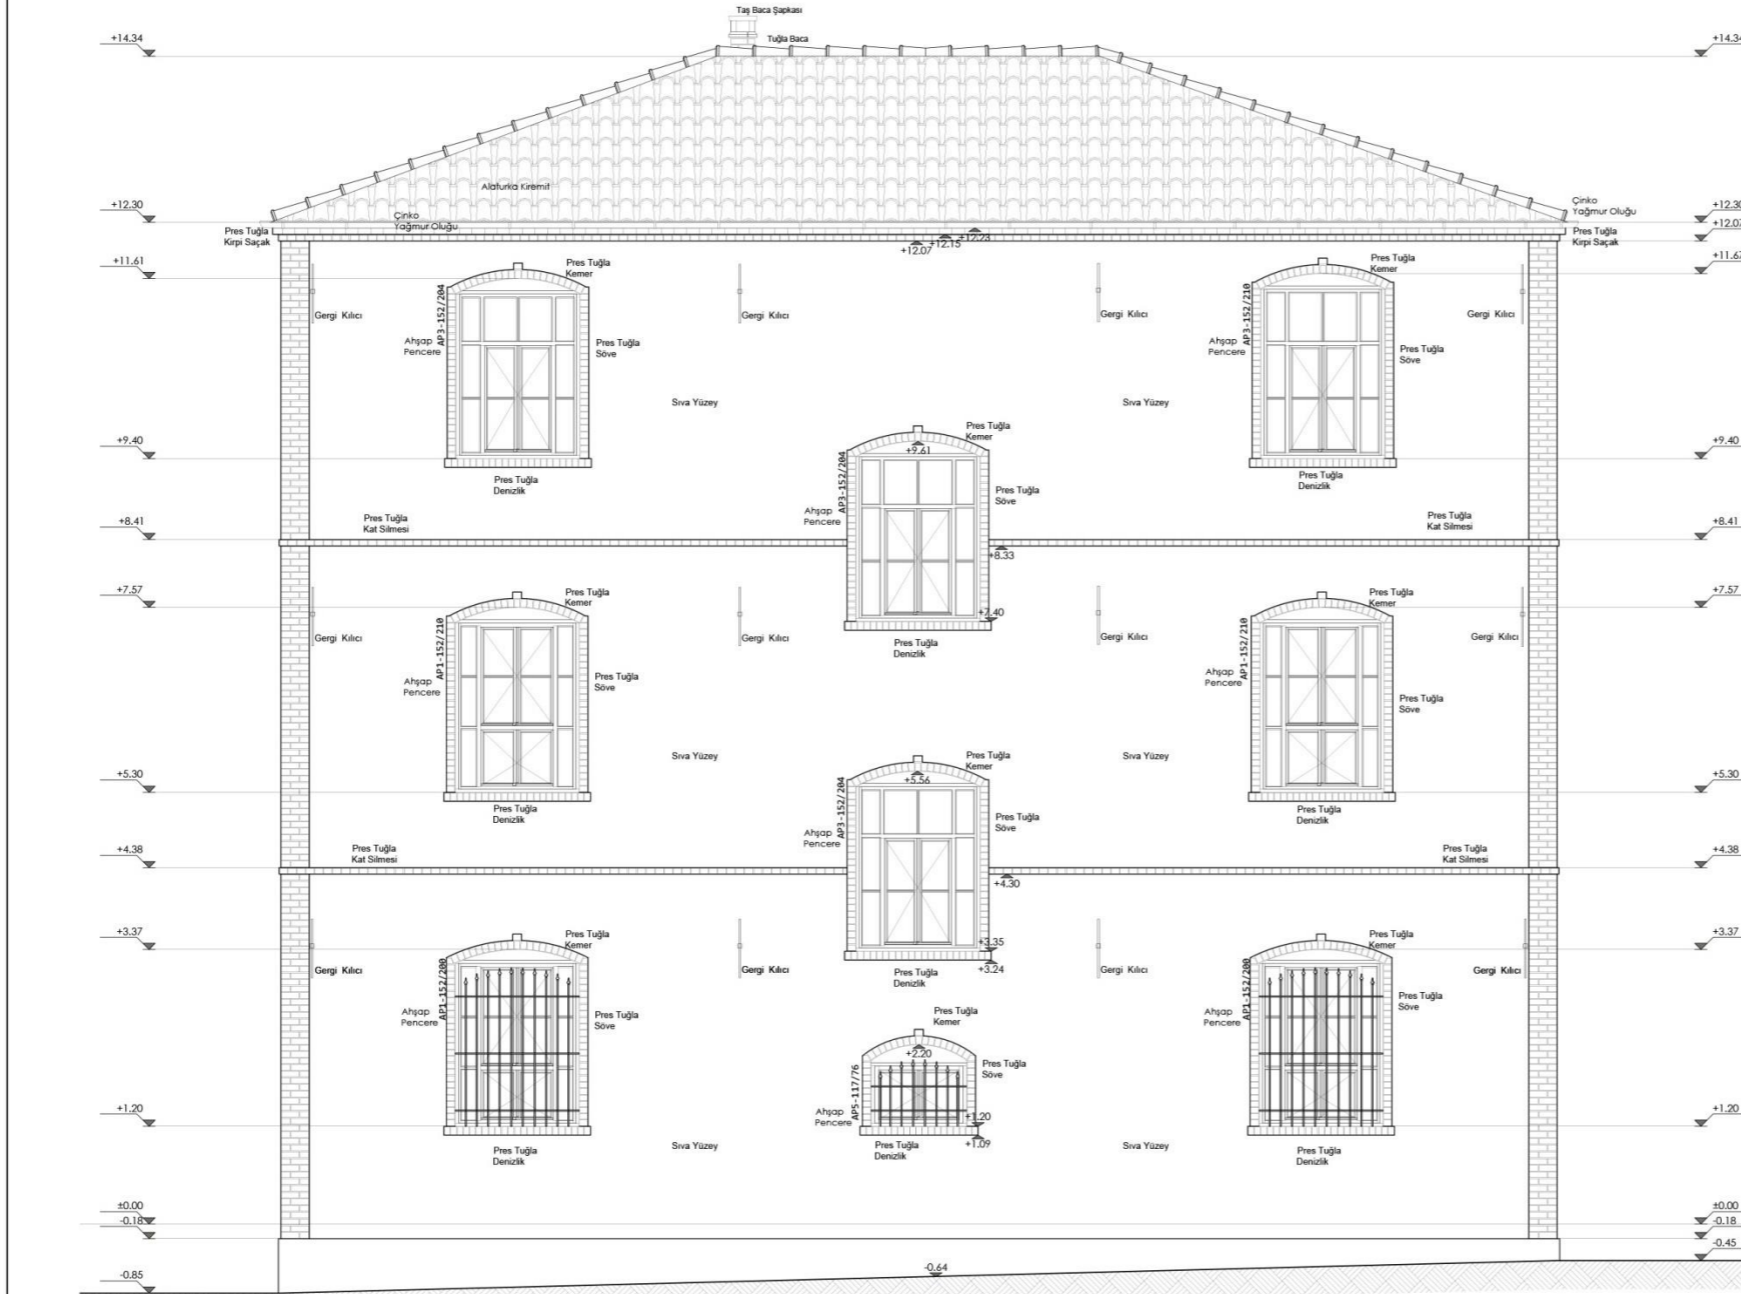 Taş Baca Şapkası
+14.34
Tuğla Baca
+14.34
Alaturka Kiremit
+12.30
Çinko
Yağmur Oluğu
Çinko
Yağmur Oluğu
+12.30
Pres Tuğla
Kirpi Saçak
+12.07
+12.15
+12.23
Pres Tuğla
Kirpi Saçak
+12.07
+11.61
Pres Tuğla
Kemer
Pres Tuğla
Kemer
+11.67
Gergi Kılıcı
AP3-152/204
Gergi Kılıcı
Gergi Kılıcı
AP3-152/210
Gergi Kılıcı
Ahşap
Pencere
Pres Tuğla
Söve
Ahşap
Pencere
Pres Tuğla
Söve
Sıva Yüzey
Sıva Yüzey
+9.40
Pres Tuğla
Kemer
+9.61
+9.40
Pres Tuğla
Denizlik
AP3-152/204
Pres Tuğla
Söve
Pres Tuğla
Denizlik
Ahşap
Pencere
+8.41
Pres Tuğla
Kat Silmesi
Pres Tuğla
Kat Silmesi
+8.41
+8.33
+7.57
Pres Tuğla
Kemer
Pres Tuğla
Kemer
+7.57
+7.40
Gergi Kılıcı
AP1-152/210
Gergi Kılıcı
Pres Tuğla
Denizlik
Gergi Kılıcı
AP1-152/210
Gergi Kılıcı
Ahşap
Pencere
Pres Tuğla
Söve
Ahşap
Pencere
Pres Tuğla
Söve
Sıva Yüzey
Sıva Yüzey
+5.30
Pres Tuğla
Kemer
+5.56
+5.30
Pres Tuğla
Denizlik
AP3-152/204
Pres Tuğla
Söve
Pres Tuğla
Denizlik
Ahşap
Pencere
+4.38
Pres Tuğla
Kat Silmesi
Pres Tuğla
Kat Silmesi
+4.38
+4.30
+3.37
Pres Tuğla
Kemer
+3.35
Pres Tuğla
Kemer
+3.37
Gergi Kılıcı
AP1-152/200
Gergi Kılıcı
Pres Tuğla
Denizlik
+3.24
Gergi Kılıcı
AP1-152/200
Gergi Kılıcı
Ahşap
Pencere
Pres Tuğla
Söve
Pres Tuğla
Kemer
Ahşap
Pencere
Pres Tuğla
Söve
+2.20
AP5-117/76
Pres Tuğla
Söve
+1.20
Ahşap
Pencere
+1.20
+1.20
Pres Tuğla
Denizlik
Sıva Yüzey
Pres Tuğla
Denizlik
+1.09
Sıva Yüzey
Pres Tuğla
Denizlik
±0.00
±0.00
-0.18
-0.18
-0.45
-0.64
-0.85